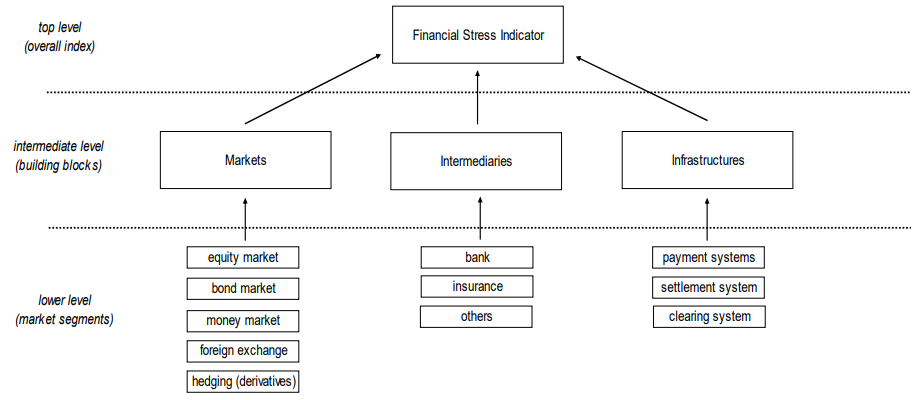 top level
(overall index)
Financial Stress Indicator
intermediate level
(building blocks)
Markets
Intermediaries
Infrastructures
lower level
(market segments)
equity market
bond market
money market
foreign exchange
hedging (derivatives)
bank
insurance
others
payment systems
settlement system
clearing system